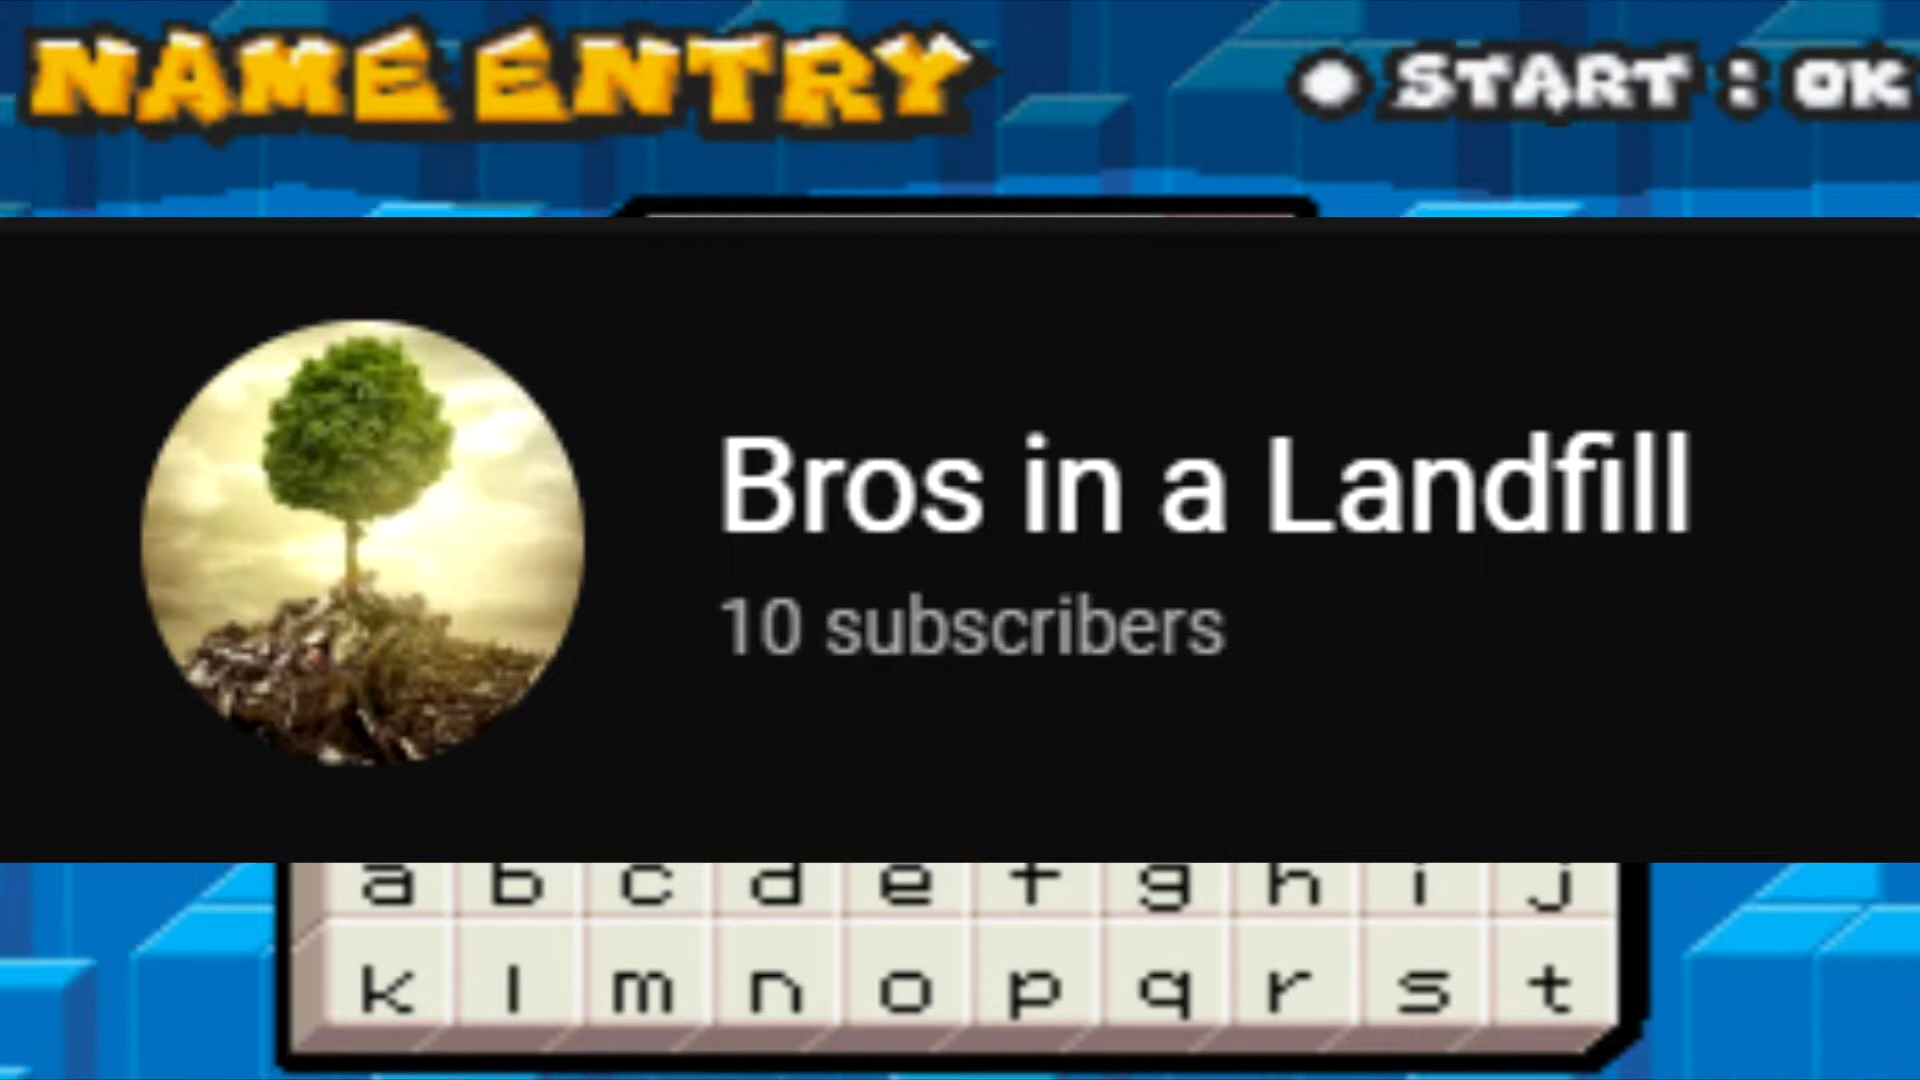 NAME ENTRY
START : OK
Bros in a Landfill
10 subscribers
a b c d e f g h i j
k l m n o p q r s t